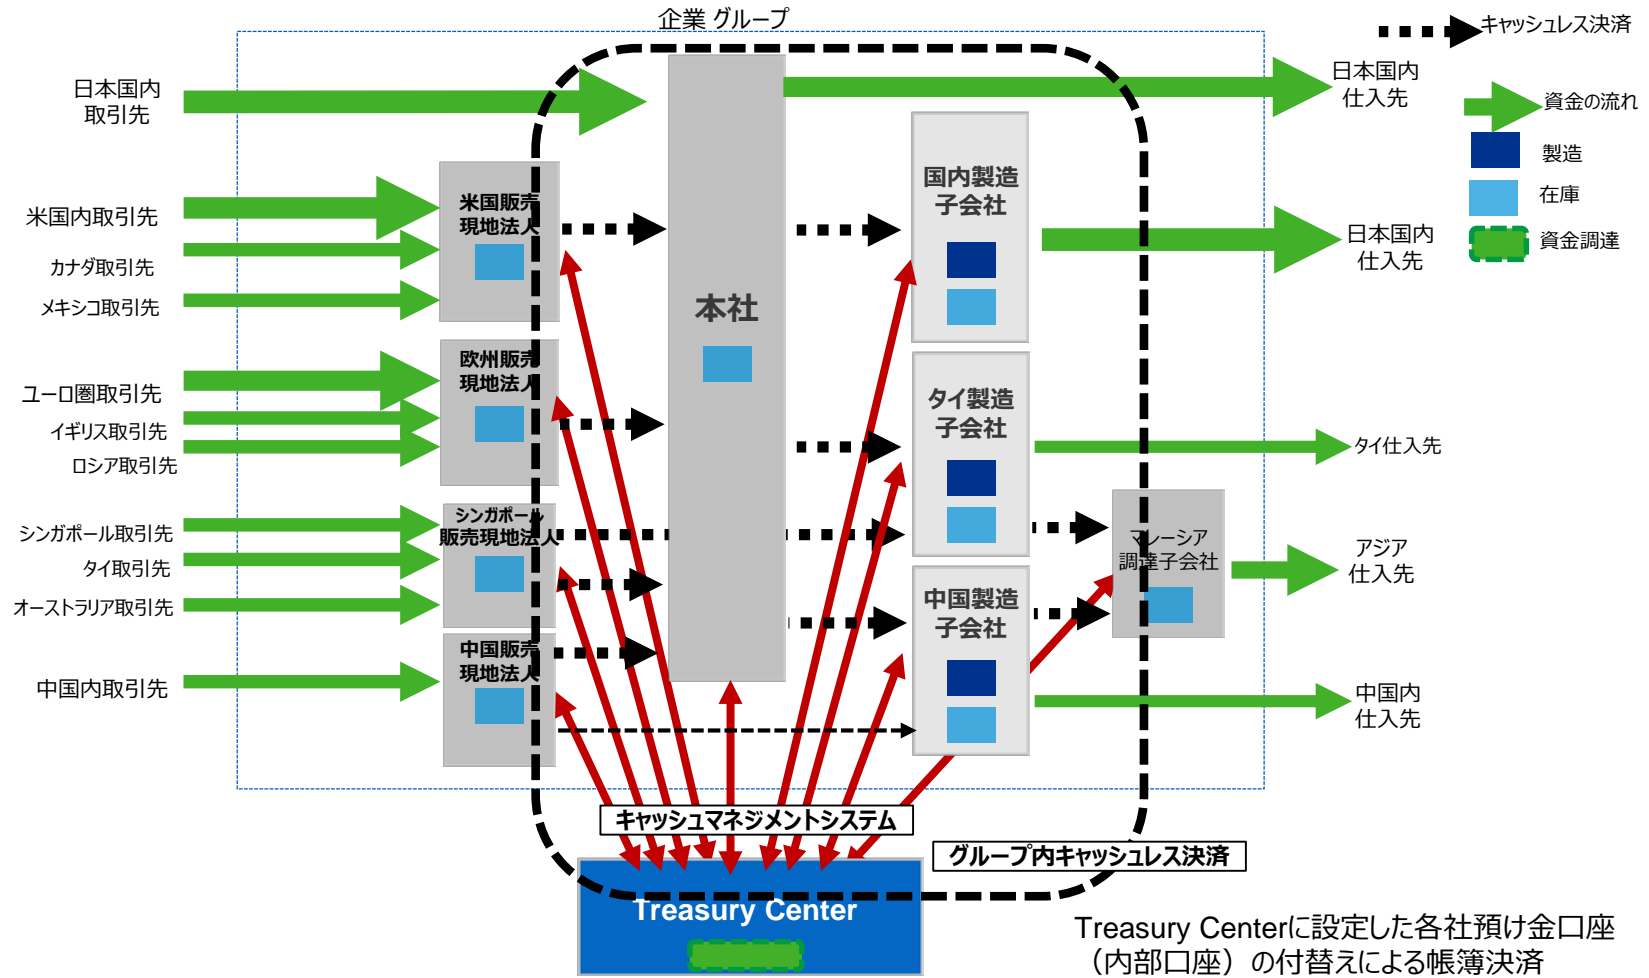 企業 グループ
キャッシュレス決済
資金の流れ
製造
在庫
資金調達
日本国内
取引先
米国内取引先
カナダ取引先
メキシコ取引先
ユーロ圏取引先
イギリス取引先
ロシア取引先
シンガポール取引先
タイ取引先
オーストラリア取引先
中国内取引先
米国販売
現地法人
欧州販売
現地法人
シンガポール
販売現地法人
中国販売
現地法人
本社
国内製造
子会社
タイ製造
子会社
中国製造
子会社
マレーシア
調達子会社
日本国内
仕入先
日本国内
仕入先
タイ仕入先
アジア
仕入先
中国内
仕入先
キャッシュマネジメントシステム
グループ内キャッシュレス決済
Treasury Center
Treasury Centerに設定した各社預け金口座
（内部口座）の付替えによる帳簿決済